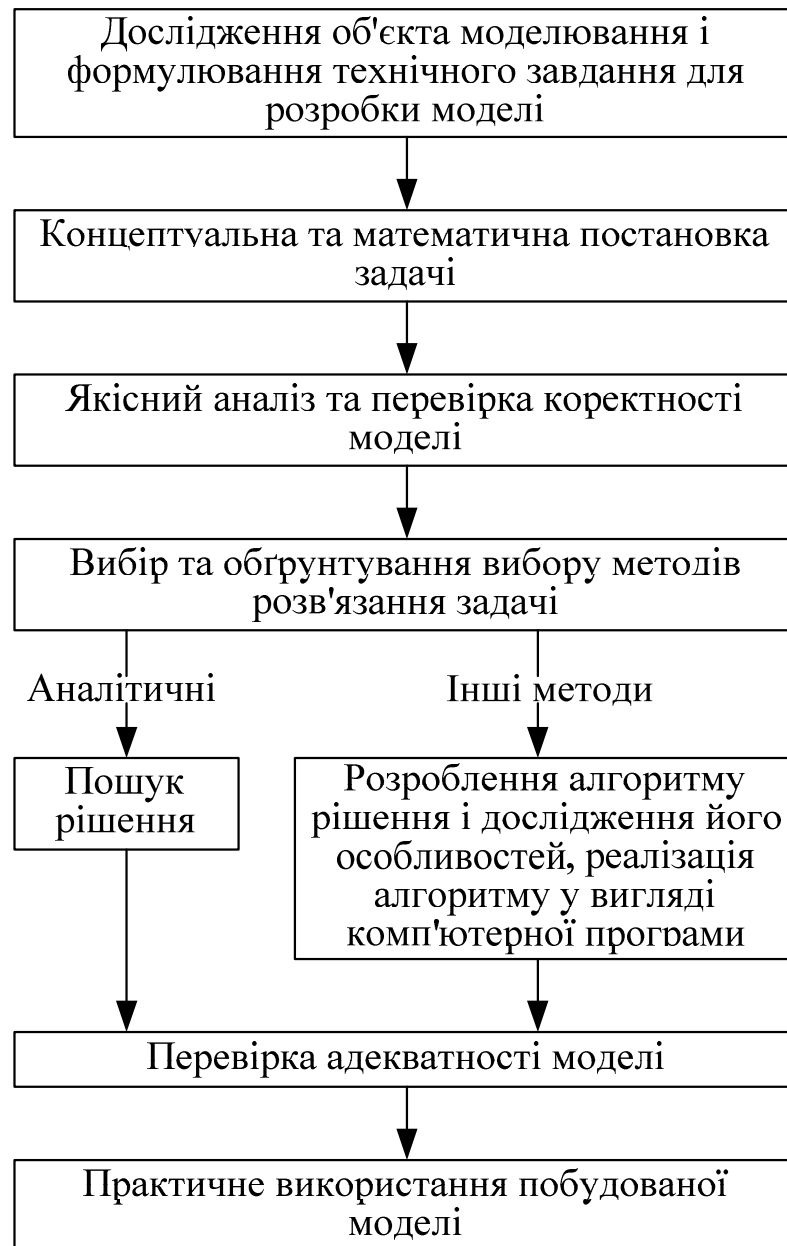 Дослідження об'єкта моделювання і
формулювання технічного завдання для
розробки моделі
Концептуальна та математична постановка
задачі
Якісний аналіз та перевірка коректності
моделі
Вибір та обґрунтування вибору методів
розв'язання задачі
Аналітичні
Інші методи
Пошук
рішення
Розроблення алгоритму
рішення і дослідження його
особливостей, реалізація
алгоритму у вигляді
комп'ютерної програми
Перевірка адекватності моделі
Практичне використання побудованої
моделі